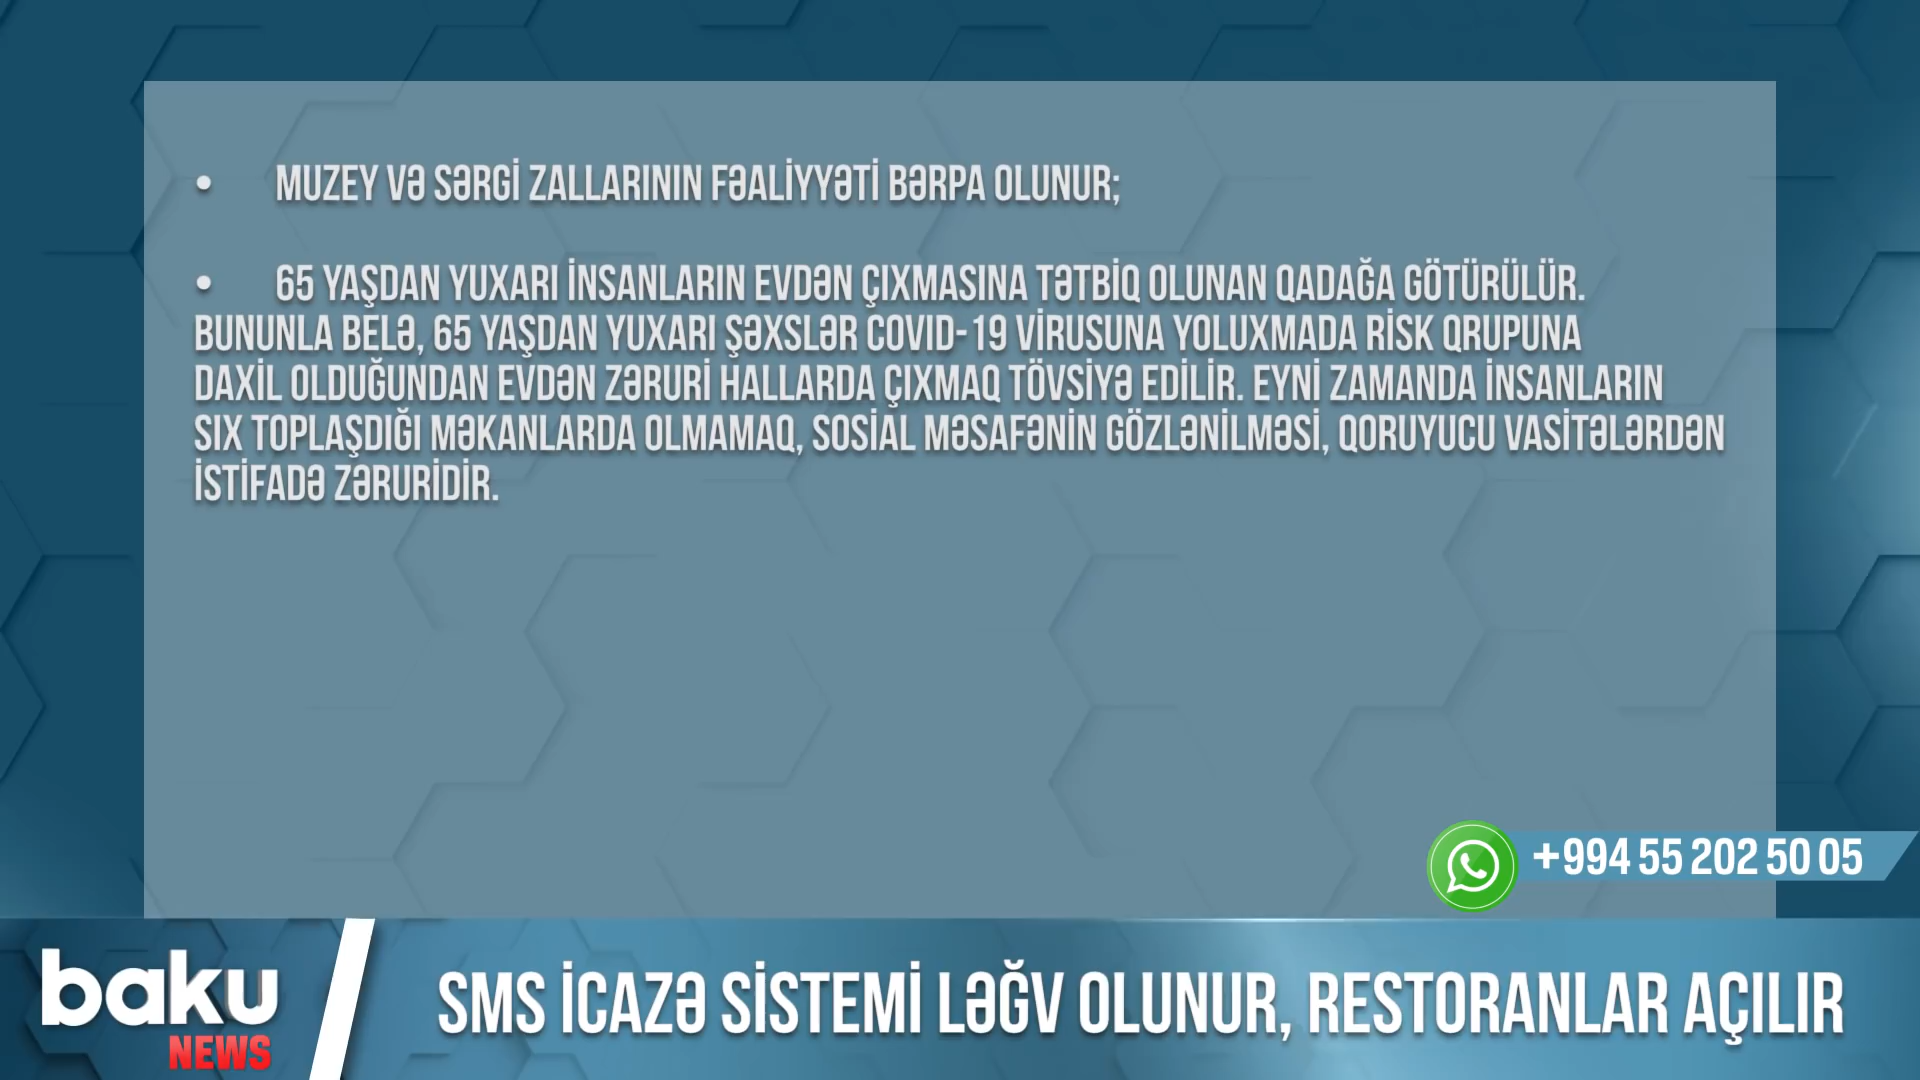 • MUZEY VƏ SƏRGİ ZALLARININ FƏALİYYƏTİ BƏRPA OLUNUR;
• 65 YAŞDAN YUXARI İNSANLARIN EVDƏN ÇIXMASINA TƏTBİQ OLUNAN QADAĞA GÖTÜRÜLÜR.
BUNUNLA BELƏ, 65 YAŞDAN YUXARI ŞƏXSLƏR COVID-19 VİRUSUNA YOLUXMADA RİSK QRUPUNA
DAXİL OLDUĞUNDAN EVDƏN ZƏRURİ HALLARDA ÇIXMAQ TÖVSİYƏ EDİLİR. EYNİ ZAMANDA İNSANLARIN
SIX TOPLAŞDIĞI MƏKANLARDA OLMAMAQ, SOSİAL MƏSAFƏNİN GÖZLƏNİLMƏSİ, QORUYUCU VASİTƏLƏRDƏN
İSTİFADƏ ZƏRURİDİR.
+994 55 202 50 05
baku
NEWS
SMS İCAZƏ SİSTEMİ LƏĞV OLUNUR, RESTORANLAR AÇILIR